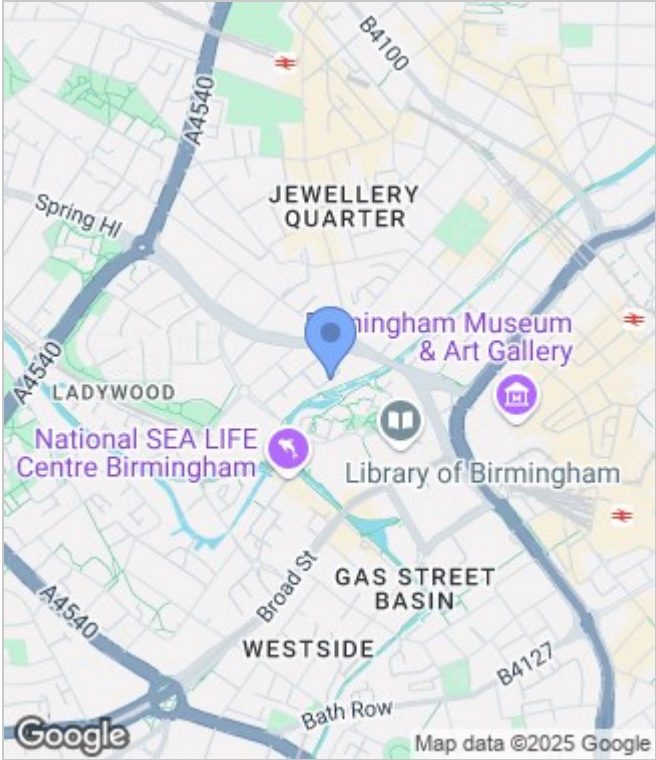 B4100
A4540
JEWELLERY
QUARTER
Spring Hl
Birmingham Museum
& Art Gallery
A4540
LADYWOOD
National SEA LIFE
Centre Birmingham
Library of Birmingham
GAS STREET
BASIN
Broad St
A4540
WESTSIDE
B4127
Bath Row
Google
Map data ©2025 Google